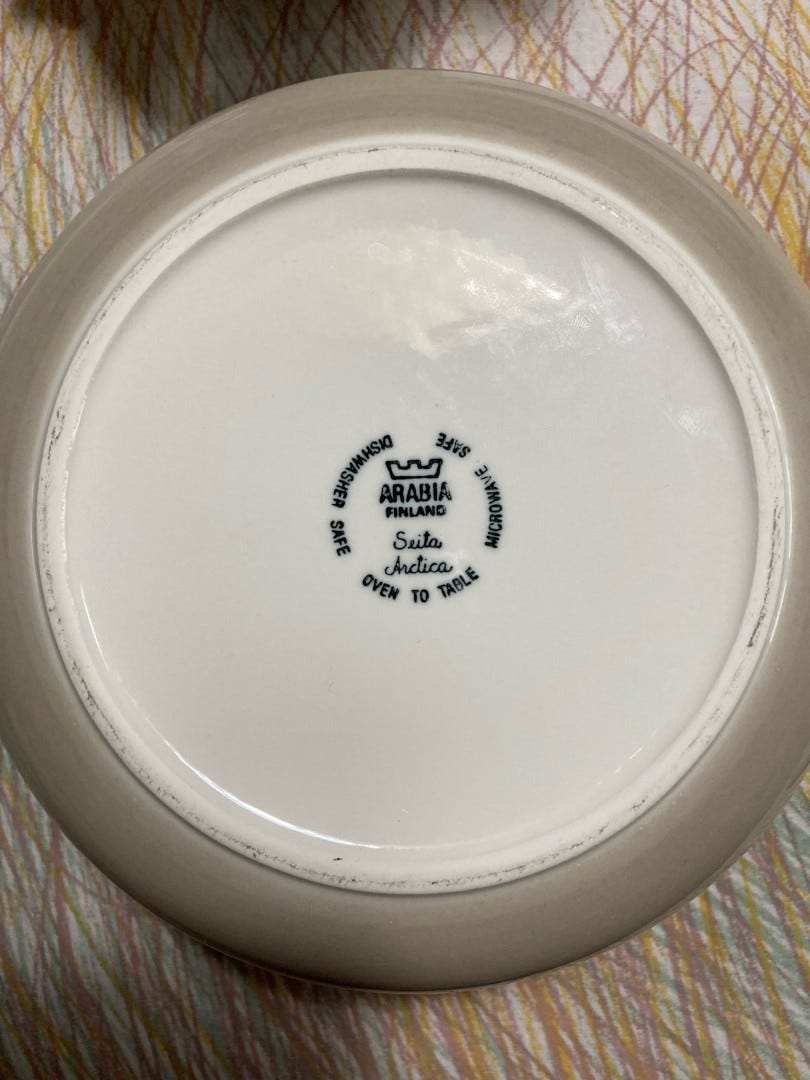 ARABIA
FINLAND
Seita
Arctica
DISHWASHER SAFE
OVEN TO TABLE
MICROWAVE SAFE